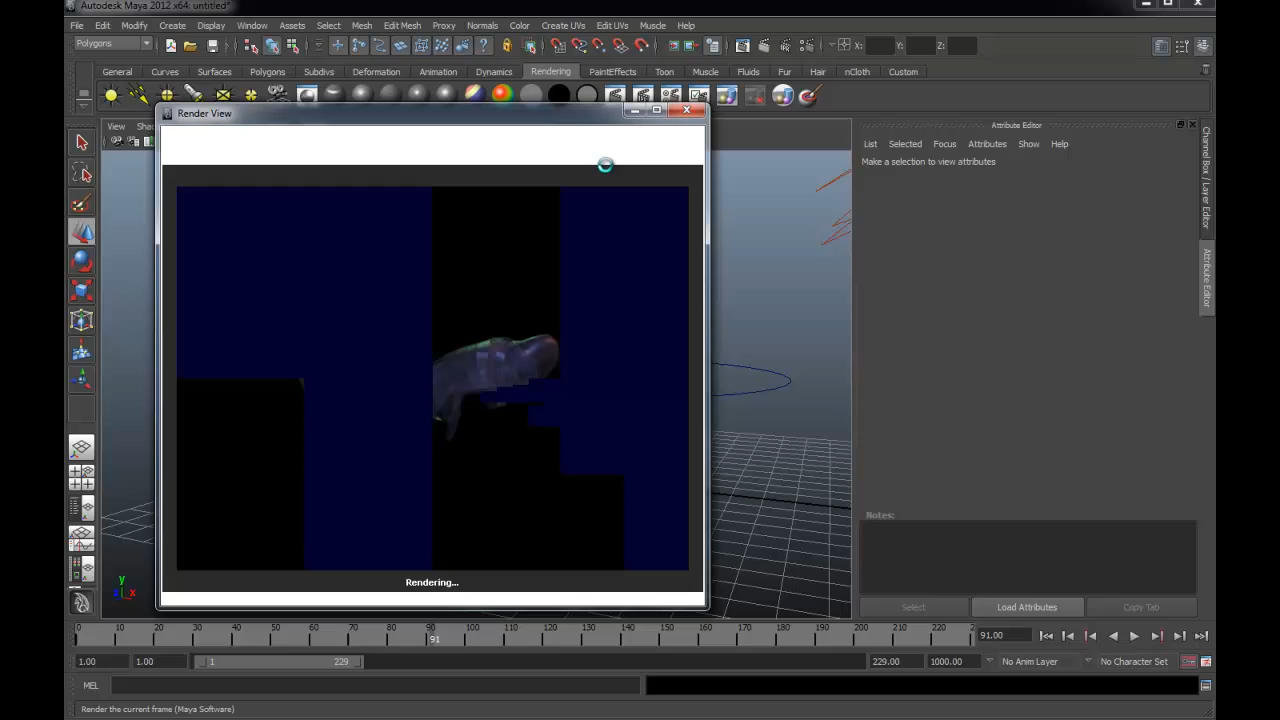 Autodesk Maya 2012 x64: untitled*
File Edit Modify Create Display Window Assets Select Mesh Edit Mesh Proxy Normals Color Create UVs Edit UVs Muscle Help
Polygons X: Y: Z:
General Curves Surfaces Polygons Subdivs Deformation Animation Dynamics Rendering PaintEffects Toon Muscle Fluids Fur Hair nCloth Custom
Render View
View
Attribute Editor
List Selected Focus Attributes Show Help
Make a selection to view attributes
Channel Box / Layer Editor
Attribute Editor
Notes:
Rendering...
Select Load Attributes Copy Tab
y
x
0 10 20 30 40 50 60 70 80 90 100 110 120 130 140 150 160 170 180 190 200 210 220
91
91.00
1.00 1.00 1 229 229.00 1000.00 No Anim Layer No Character Set
MEL
Render the current frame (Maya Software)